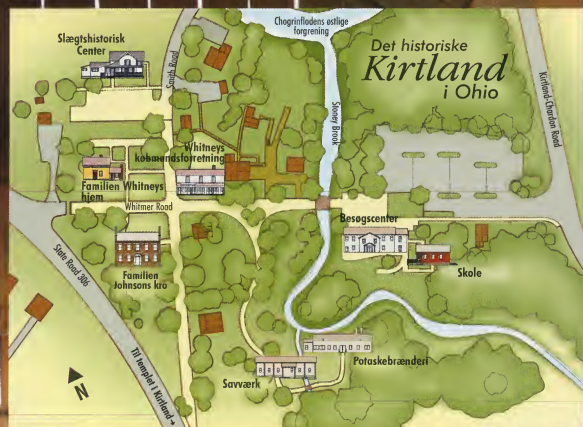 Chogrinflodens østlige
forgrening
Det historiske
Kirtland
i Ohio
Slægtshistorisk
Center
Smith Road
Stoney Brook
Kirtland-Chardon Road
Whitneys
købmandsforretning
Familien Whitneys
hjem
Whitmer Road
Besøgscenter
Skole
State Road 306
Familien
Johnsons kro
Potaskebrænderi
Savværk
Til templet i Kirtland→
N